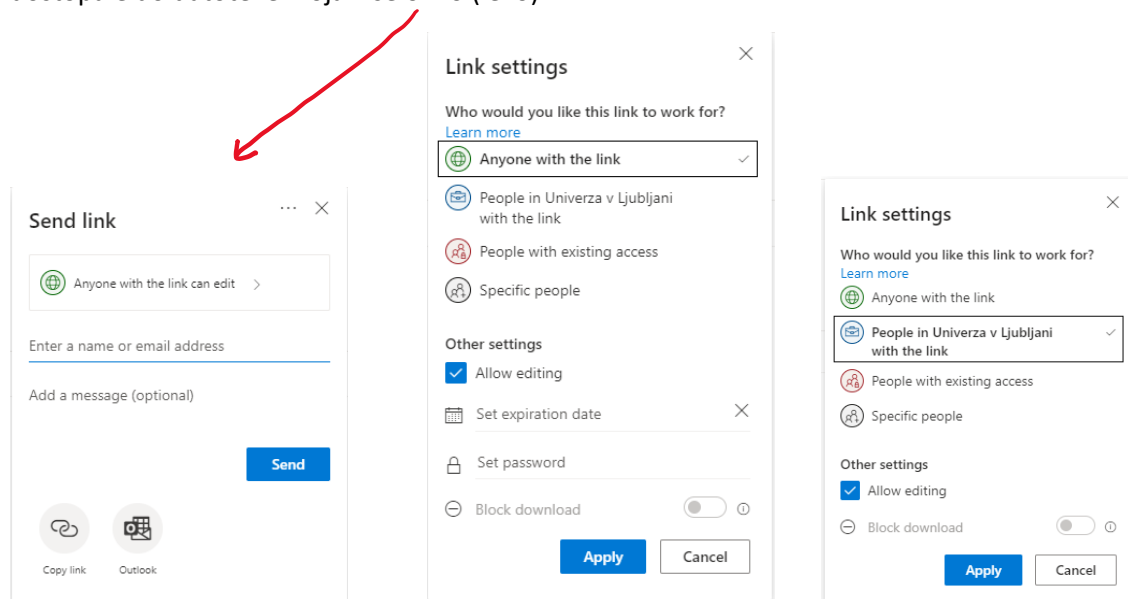 Send link
Anyone with the link can edit
Enter a name or email address
Add a message (optional)
Send
Copy link
Outlook
Link settings
Who would you like this link to work for?
Learn more
Anyone with the link
People in Univerza v Ljubljani
with the link
People with existing access
Specific people
Other settings
Allow editing
Set expiration date
Set password
Block download
Apply
Cancel
Link settings
Who would you like this link to work for?
Learn more
Anyone with the link
People in Univerza v Ljubljani
with the link
People with existing access
Specific people
Other settings
Allow editing
Block download
Apply
Cancel